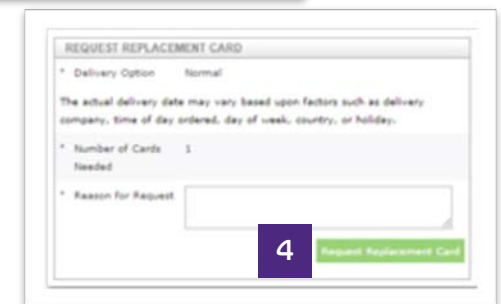 REQUEST REPLACEMENT CARD
* Delivery Option Normal
The actual delivery date may vary based upon factors such as delivery
company, time of day ordered, day of week, country, or holiday.
* Number of Cards 1
Needed
* Reason for Request
4 Request Replacement Card